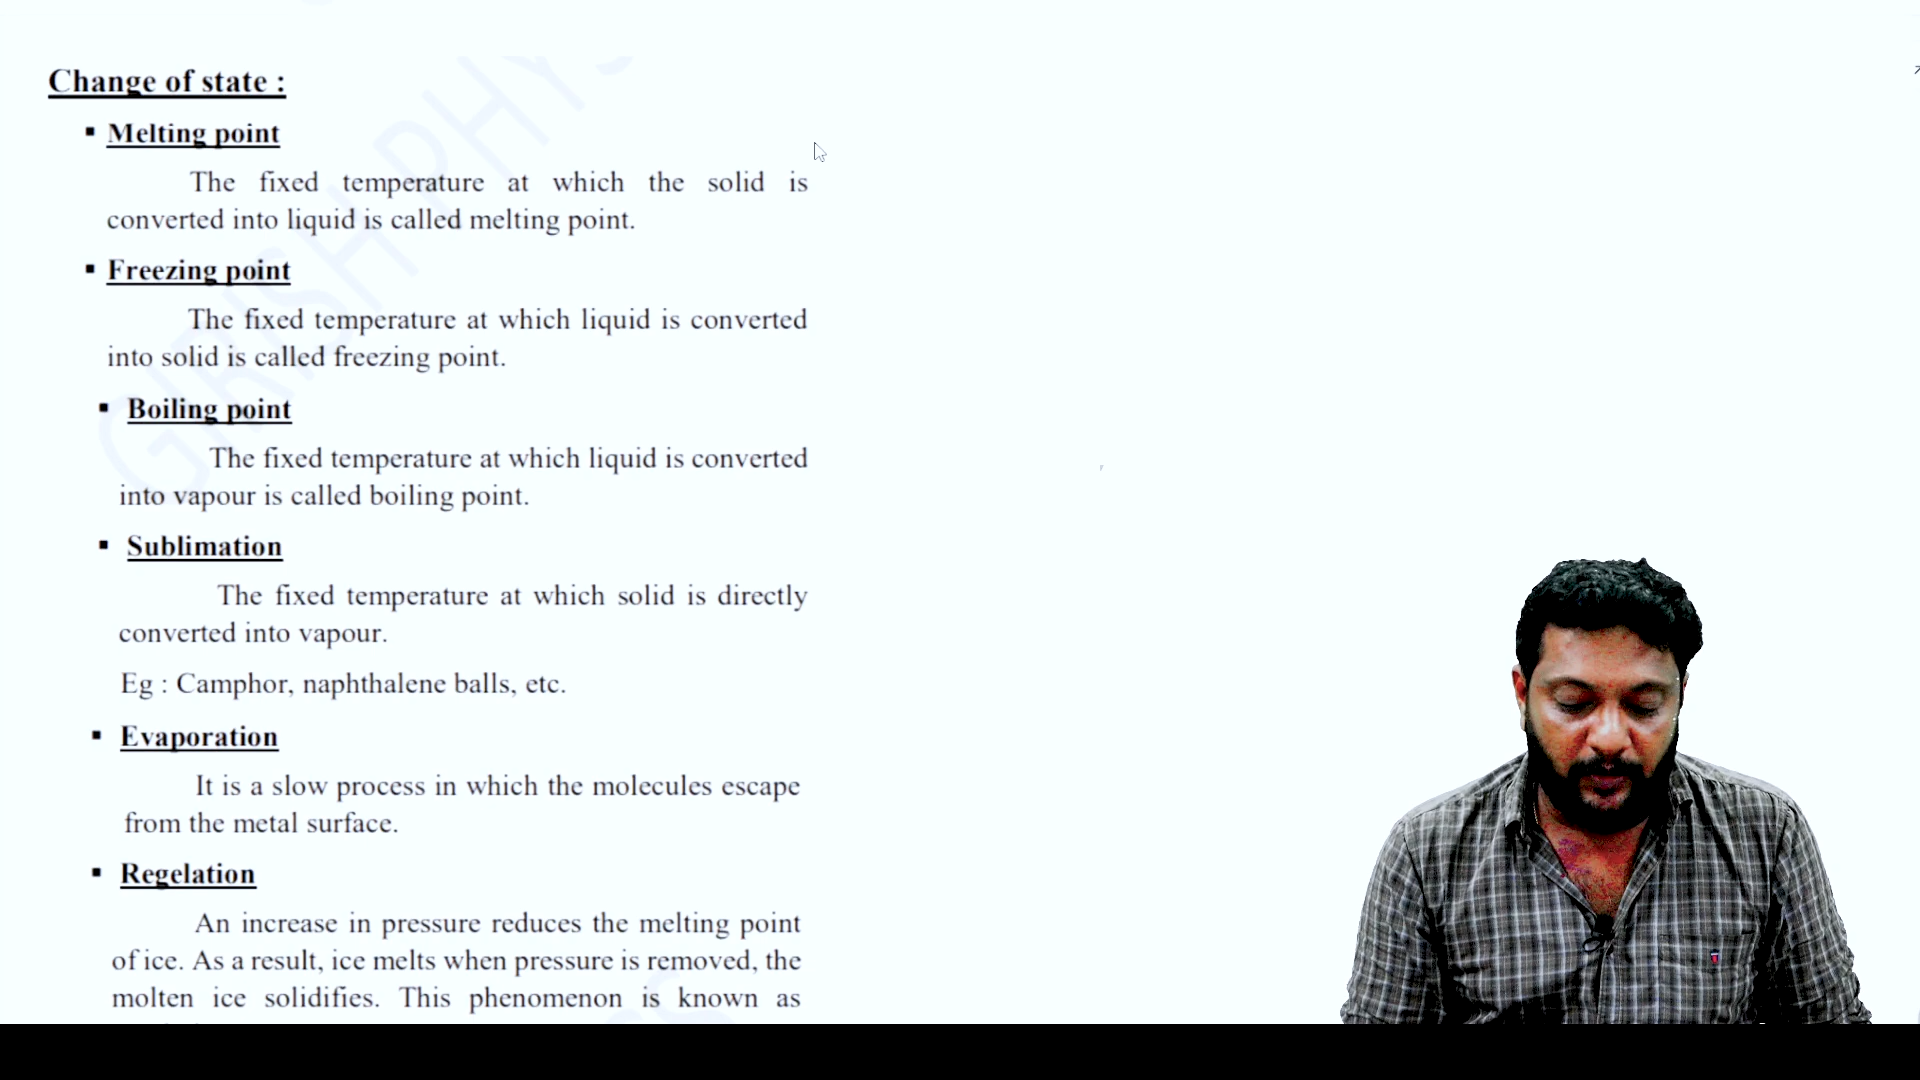 Change of state :
▪ Melting point
The fixed temperature at which the solid is
converted into liquid is called melting point.
▪ Freezing point
The fixed temperature at which liquid is converted
into solid is called freezing point.
▪ Boiling point
The fixed temperature at which liquid is converted
into vapour is called boiling point.
▪ Sublimation
The fixed temperature at which solid is directly
converted into vapour.
Eg : Camphor, naphthalene balls, etc.
▪ Evaporation
It is a slow process in which the molecules escape
from the metal surface.
▪ Regelation
An increase in pressure reduces the melting point
of ice. As a result, ice melts when pressure is removed, the
molten ice solidifies. This phenomenon is known as